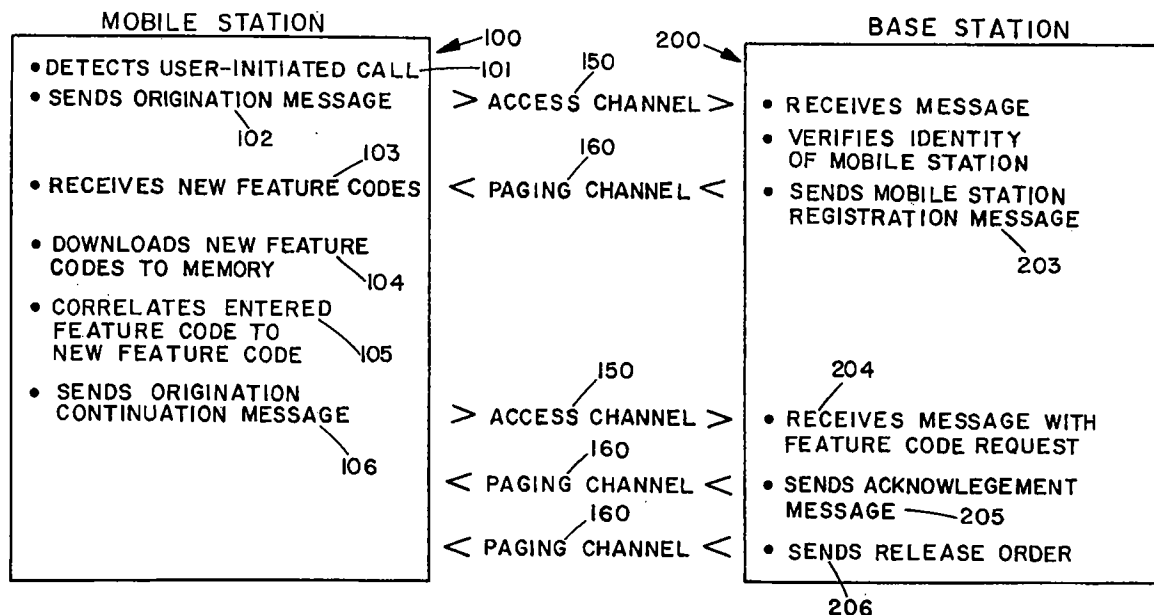 MOBILE STATION
BASE STATION
100
200
• DETECTS USER-INITIATED CALL
101
150
• SENDS ORIGINATION MESSAGE
> ACCESS CHANNEL >
• RECEIVES MESSAGE
102
• VERIFIES IDENTITY
OF MOBILE STATION
103
160
• RECEIVES NEW FEATURE CODES
< PAGING CHANNEL <
• SENDS MOBILE STATION
REGISTRATION MESSAGE
203
• DOWNLOADS NEW FEATURE
CODES TO MEMORY
104
• CORRELATES ENTERED
FEATURE CODE TO
NEW FEATURE CODE
105
150
204
• SENDS ORIGINATION
CONTINUATION MESSAGE
106
> ACCESS CHANNEL >
• RECEIVES MESSAGE WITH
FEATURE CODE REQUEST
160
< PAGING CHANNEL <
• SENDS ACKNOWLEGEMENT
MESSAGE
205
160
< PAGING CHANNEL <
• SENDS RELEASE ORDER
206